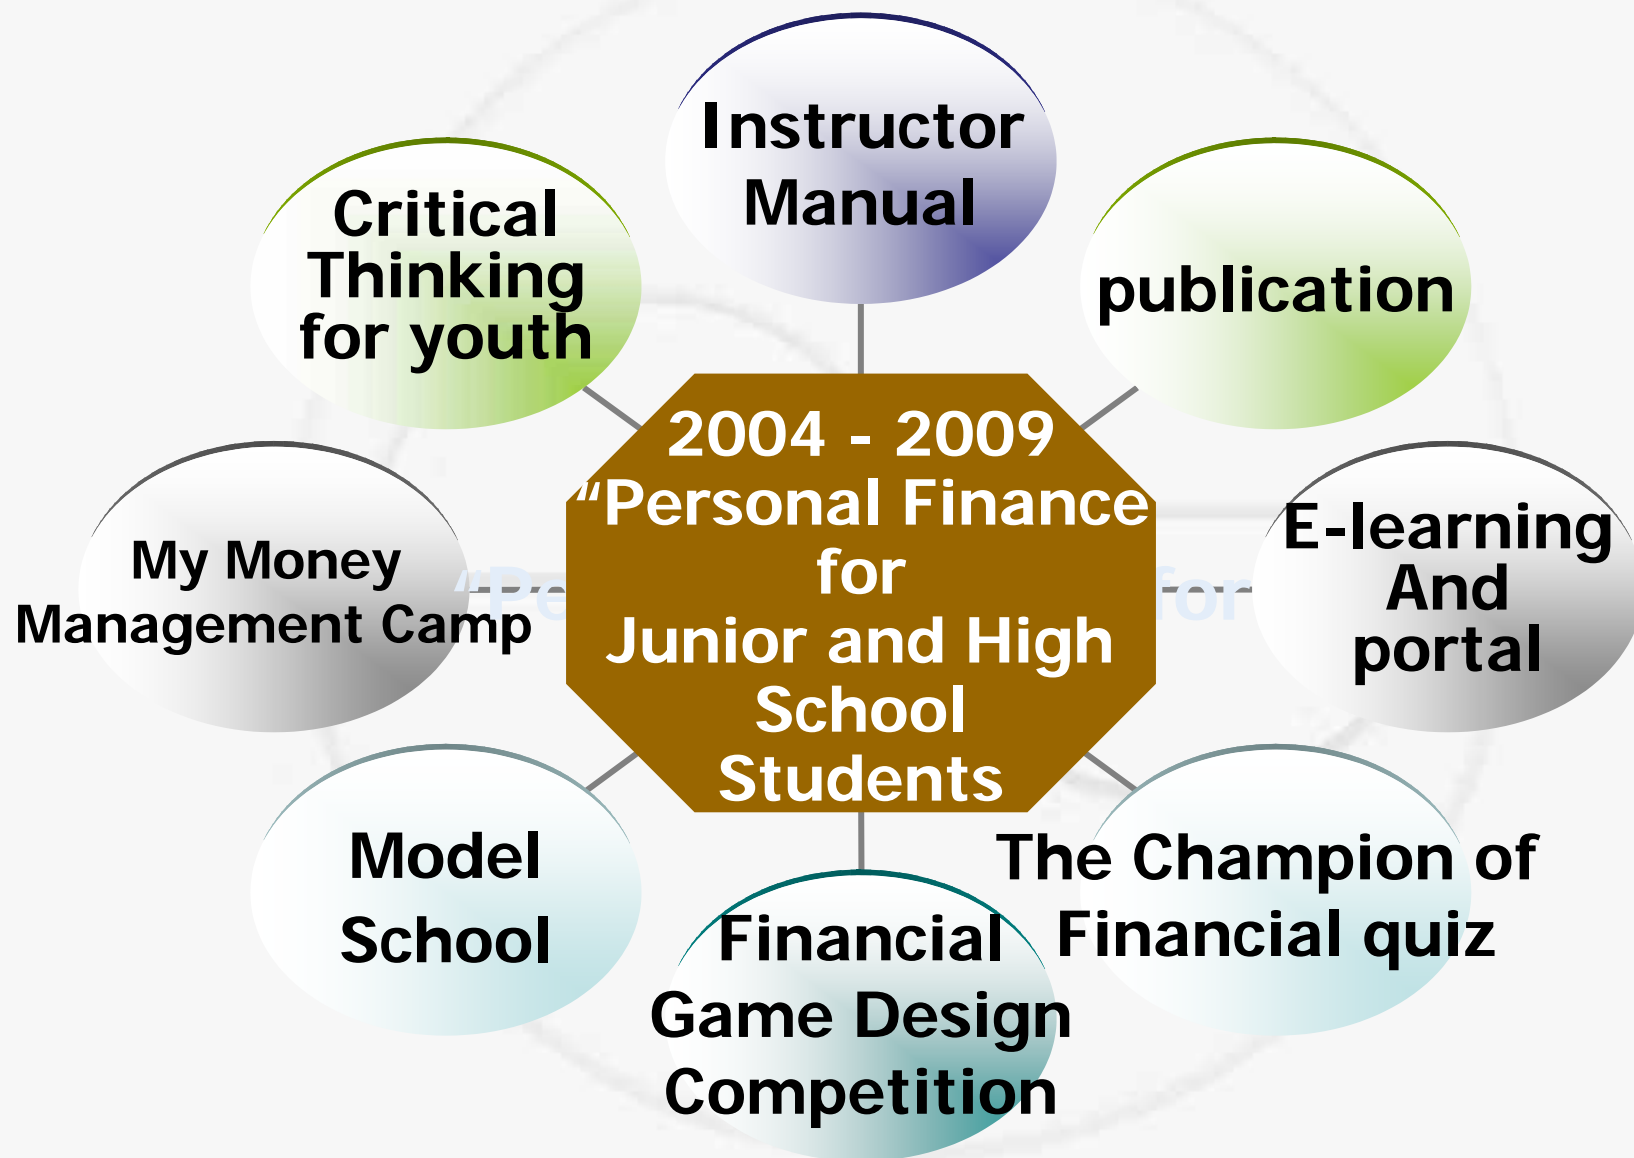 Instructor
Manual
publication
E-learning
And
portal
The Champion of
Financial quiz
Financial
Game Design
Competition
Model
School
My Money
Management Camp
Critical
Thinking
for youth
2004 - 2009
"Personal Finance
for
Junior and High
School
Students
for